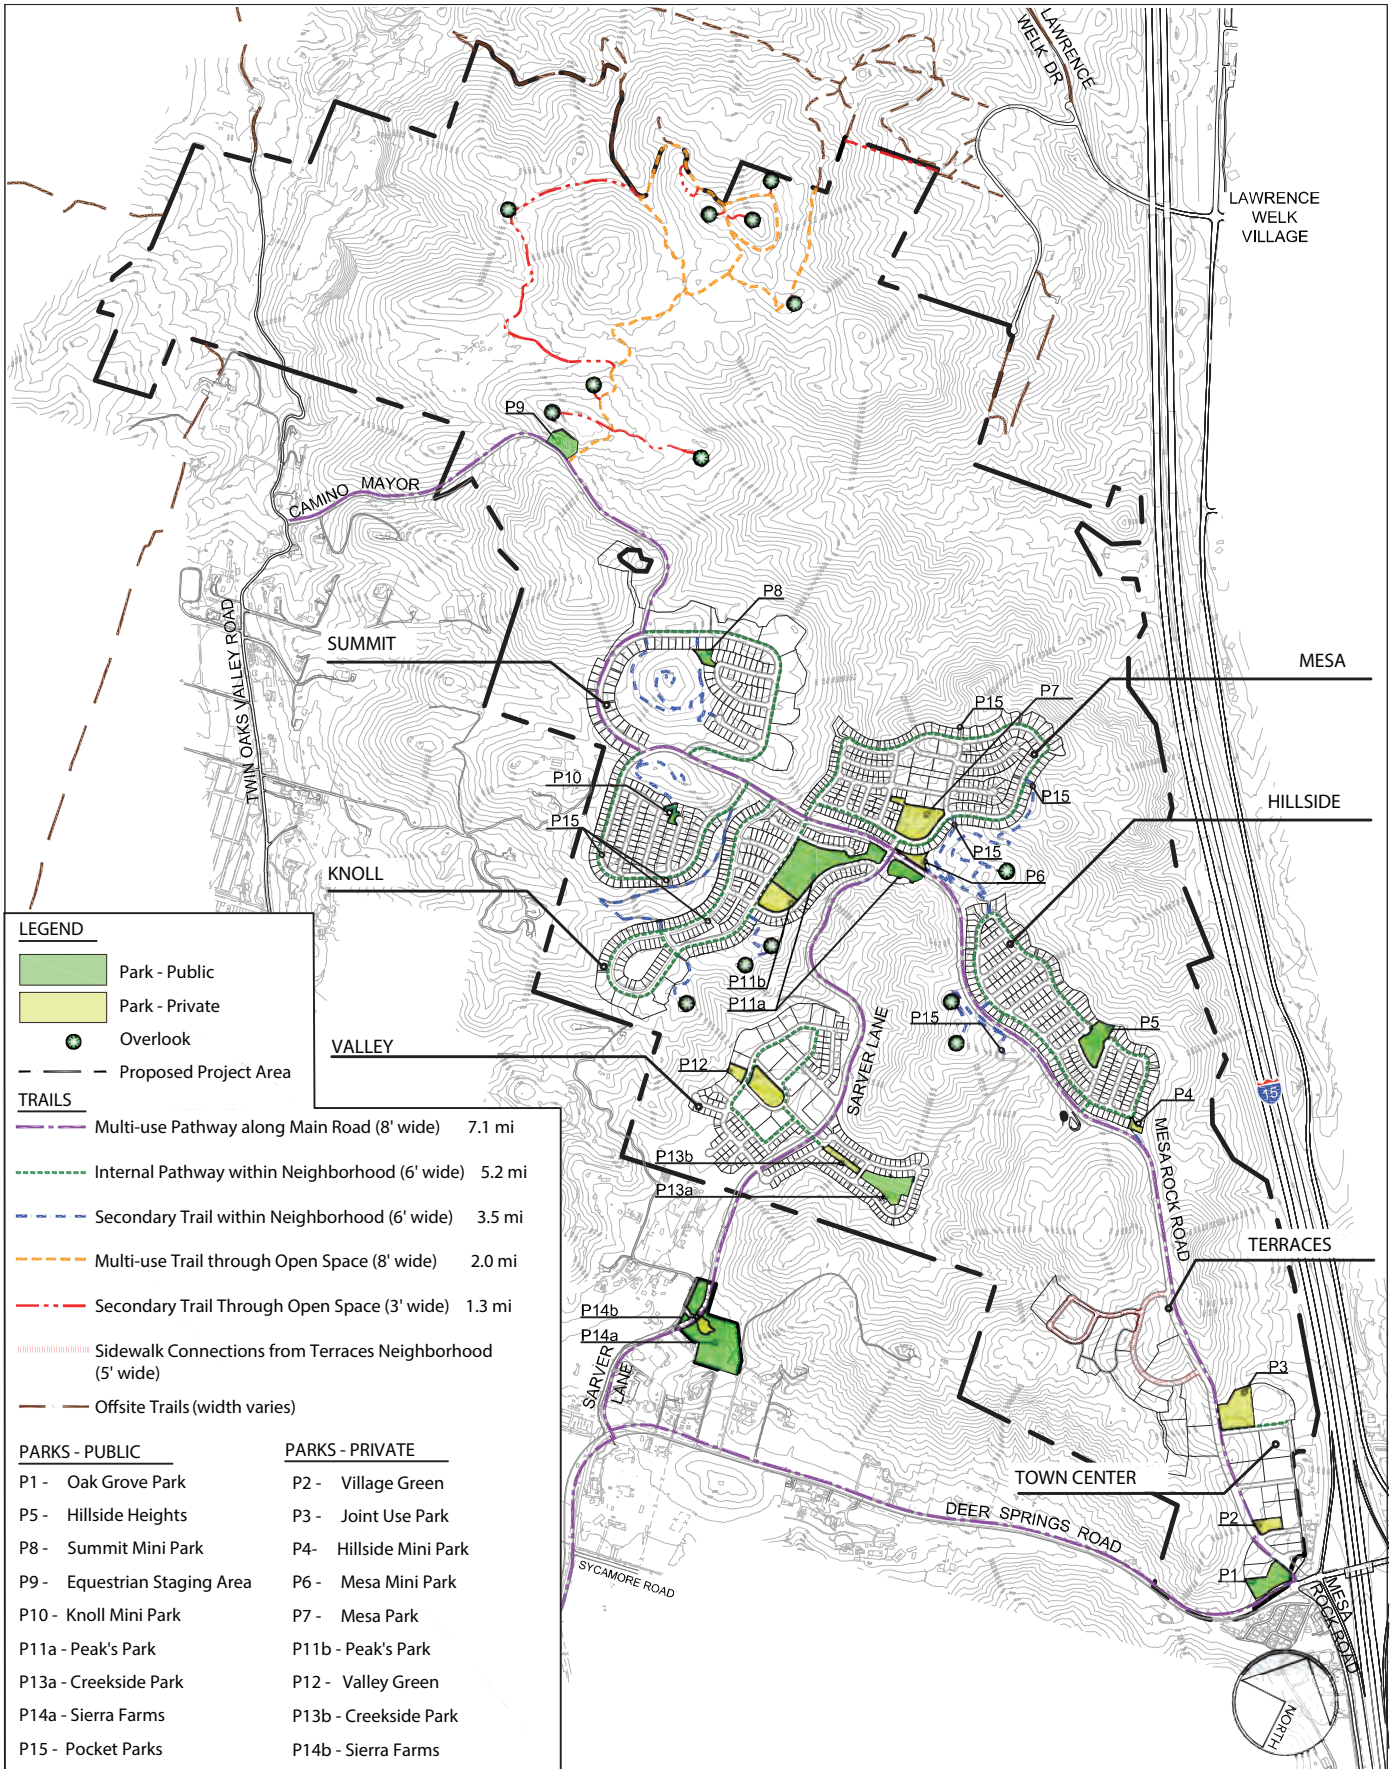 LAWRENCE
WELK DR
LAWRENCE
WELK
VILLAGE
P9
CAMINO MAYOR
TWIN OAKS VALLEY ROAD
P8
SUMMIT
MESA
P7
P15
P10
P15
P15
HILLSIDE
P15
P6
KNOLL
P11b
P11a
P15
P5
VALLEY
P12
SARVER LANE
P4
15
P13b
P13a
MESA ROCK ROAD
TERRACES
P14b
P14a
SARVER
LANE
P3
TOWN CENTER
DEER SPRINGS ROAD
P2
SYCAMORE ROAD
P1
MESA
ROCK ROAD
NORTH
LEGEND
Park - Public
Park - Private
Overlook
Proposed Project Area
TRAILS
Multi-use Pathway along Main Road (8' wide) 7.1 mi
Internal Pathway within Neighborhood (6' wide) 5.2 mi
Secondary Trail within Neighborhood (6' wide) 3.5 mi
Multi-use Trail through Open Space (8' wide) 2.0 mi
Secondary Trail Through Open Space (3' wide) 1.3 mi
Sidewalk Connections from Terraces Neighborhood
(5' wide)
Offsite Trails (width varies)
PARKS - PUBLIC
P1 - Oak Grove Park
P5 - Hillside Heights
P8 - Summit Mini Park
P9 - Equestrian Staging Area
P10 - Knoll Mini Park
P11a - Peak's Park
P13a - Creekside Park
P14a - Sierra Farms
P15 - Pocket Parks
PARKS - PRIVATE
P2 - Village Green
P3 - Joint Use Park
P4- Hillside Mini Park
P6 - Mesa Mini Park
P7 - Mesa Park
P11b - Peak's Park
P12 - Valley Green
P13b - Creekside Park
P14b - Sierra Farms